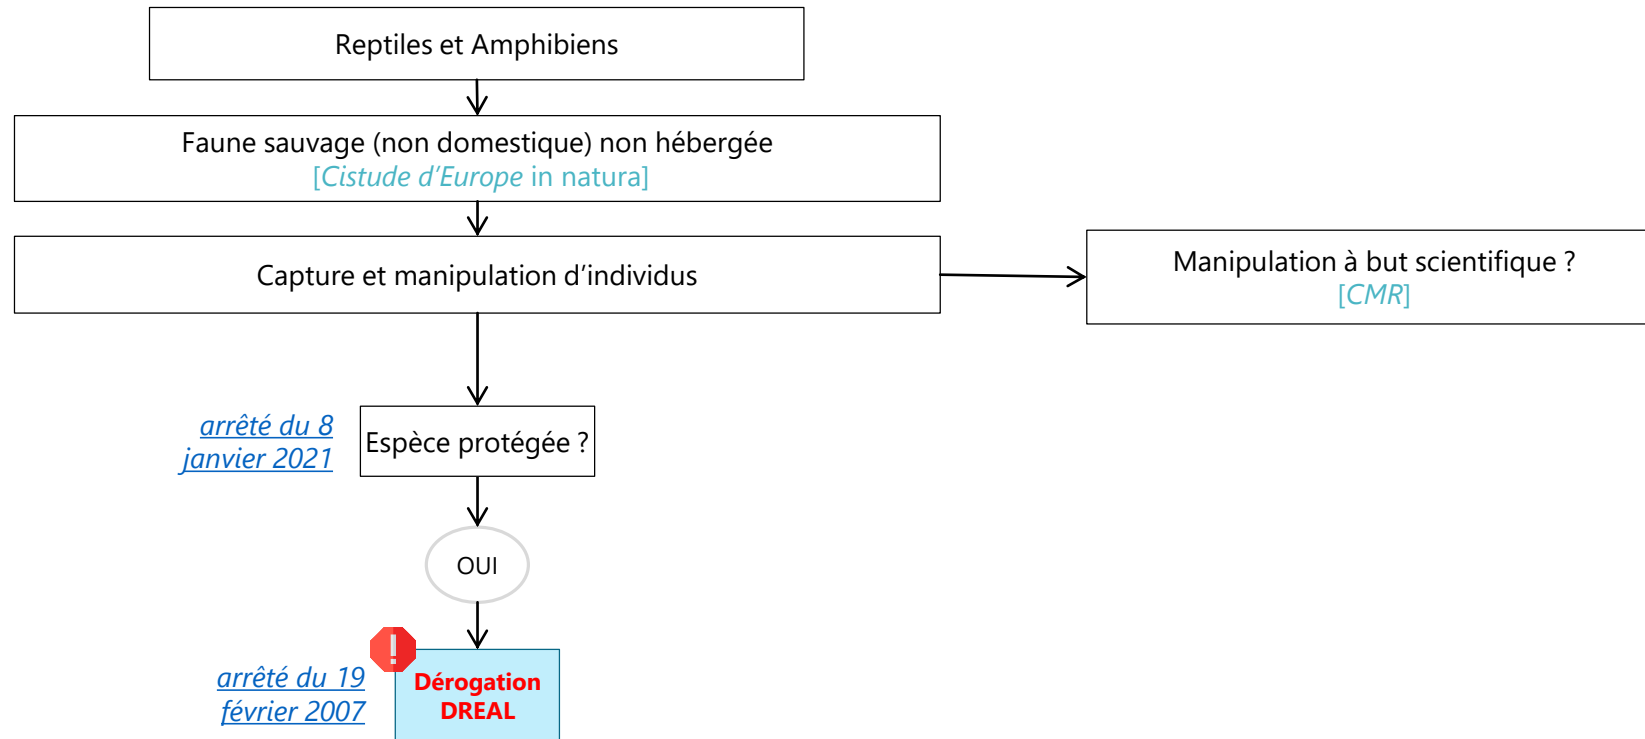 Reptiles et Amphibiens
Faune sauvage (non domestique) non hébergée
[Cistude d'Europe in natura]
Capture et manipulation d'individus
Manipulation à but scientifique ?
[CMR]
arrêté du 8
janvier 2021
Espèce protégée ?
OUI
arrêté du 19
février 2007
Dérogation
DREAL